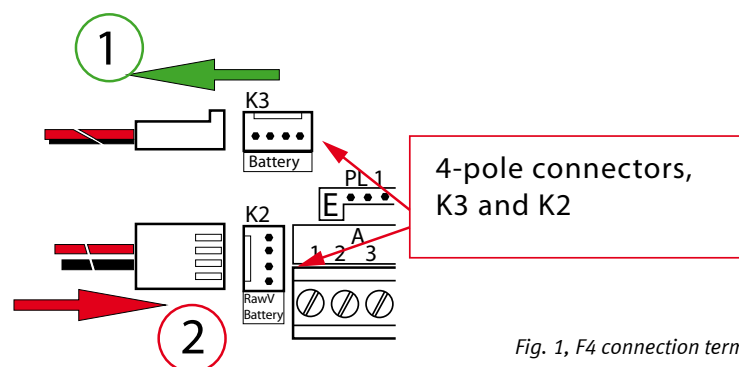 1
K3
Battery
4-pole connectors,
K3 and K2
PL 1
E
K2
A
1 2 3
RawV
Battery
2
Fig. 1, F4 connection term